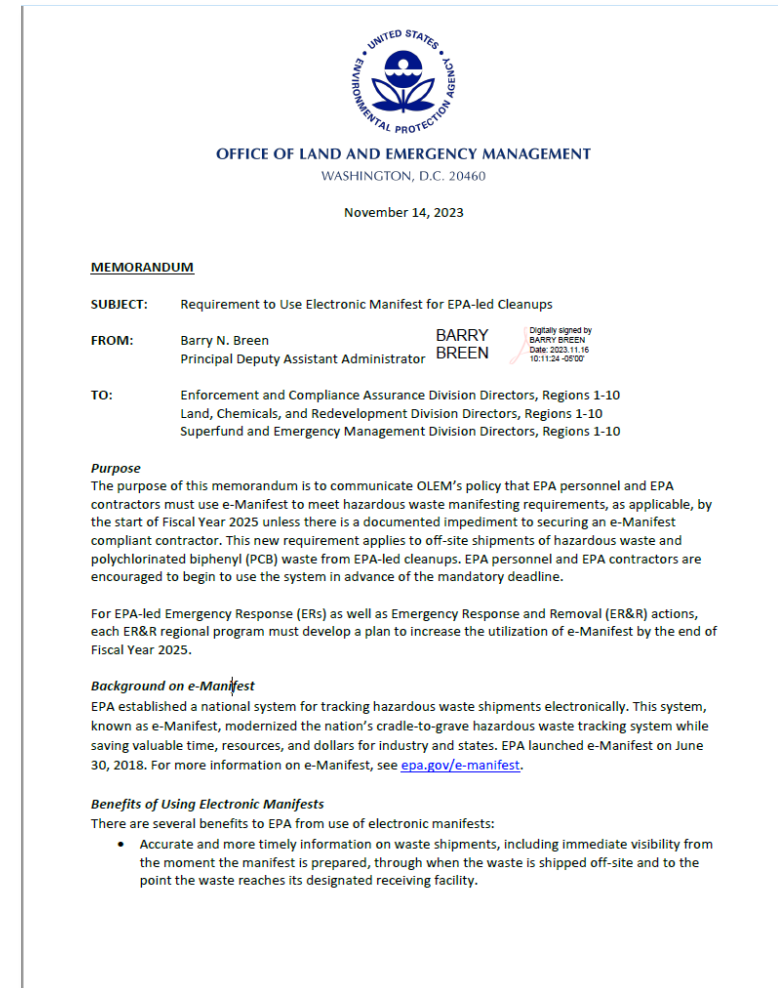 UNITED STATES
ENVIRONMENTAL PROTECTION AGENCY
OFFICE OF LAND AND EMERGENCY MANAGEMENT
WASHINGTON, D.C. 20460
November 14, 2023
MEMORANDUM
SUBJECT: Requirement to Use Electronic Manifest for EPA-led Cleanups
FROM: Barry N. Breen
Principal Deputy Assistant Administrator
BARRY
BREEN
Digitally signed by
BARRY BREEN
Date: 2023.11.16
10:11:24 -05'00'
TO: Enforcement and Compliance Assurance Division Directors, Regions 1-10
Land, Chemicals, and Redevelopment Division Directors, Regions 1-10
Superfund and Emergency Management Division Directors, Regions 1-10
Purpose
The purpose of this memorandum is to communicate OLEM's policy that EPA personnel and EPA
contractors must use e-Manifest to meet hazardous waste manifesting requirements, as applicable, by
the start of Fiscal Year 2025 unless there is a documented impediment to securing an e-Manifest
compliant contractor. This new requirement applies to off-site shipments of hazardous waste and
polychlorinated biphenyl (PCB) waste from EPA-led cleanups. EPA personnel and EPA contractors are
encouraged to begin to use the system in advance of the mandatory deadline.
For EPA-led Emergency Response (ERs) as well as Emergency Response and Removal (ER&R) actions,
each ER&R regional program must develop a plan to increase the utilization of e-Manifest by the end of
Fiscal Year 2025.
Background on e-Manifest
EPA established a national system for tracking hazardous waste shipments electronically. This system,
known as e-Manifest, modernized the nation's cradle-to-grave hazardous waste tracking system while
saving valuable time, resources, and dollars for industry and states. EPA launched e-Manifest on June
30, 2018. For more information on e-Manifest, see epa.gov/e-manifest.
Benefits of Using Electronic Manifests
There are several benefits to EPA from use of electronic manifests:
• Accurate and more timely information on waste shipments, including immediate visibility from
the moment the manifest is prepared, through when the waste is shipped off-site and to the
point the waste reaches its designated receiving facility.